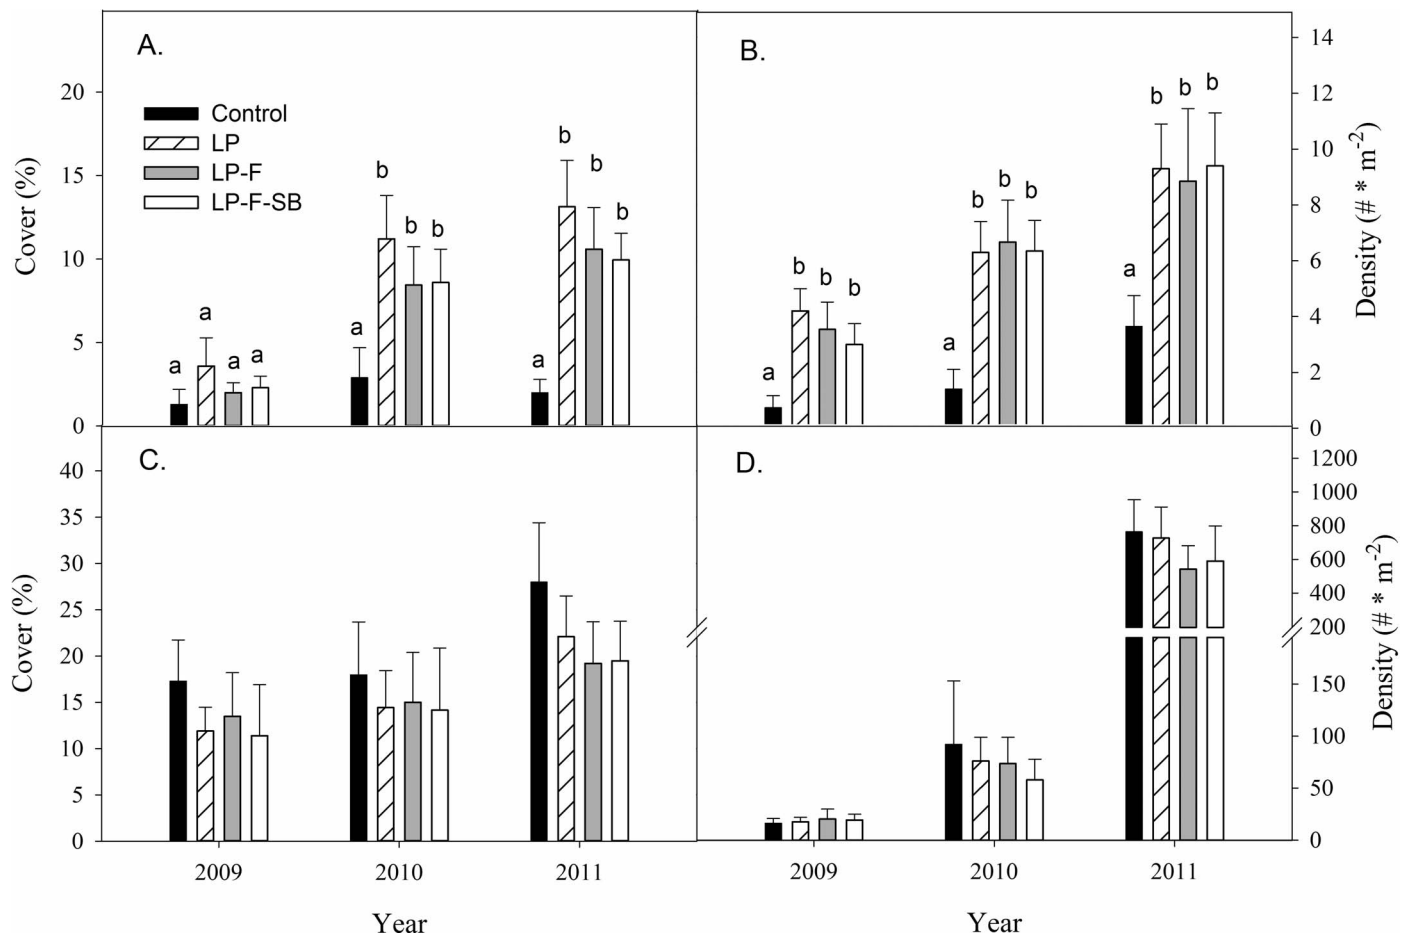 A.
Control
LP
LP-F
LP-F-SB
Cover (%)
20
15
10
5
0
a a a a
a b b b
a b b b
B.
14
12
10
8
6
4
2
0
Density (# * m-2)
a b b b
a b b b
a b b b
C.
Cover (%)
40
35
30
25
20
15
10
5
0
2009 2010 2011
Year
D.
1200
1000
800
600
400
200
150
100
50
0
Density (# * m-2)
2009 2010 2011
Year